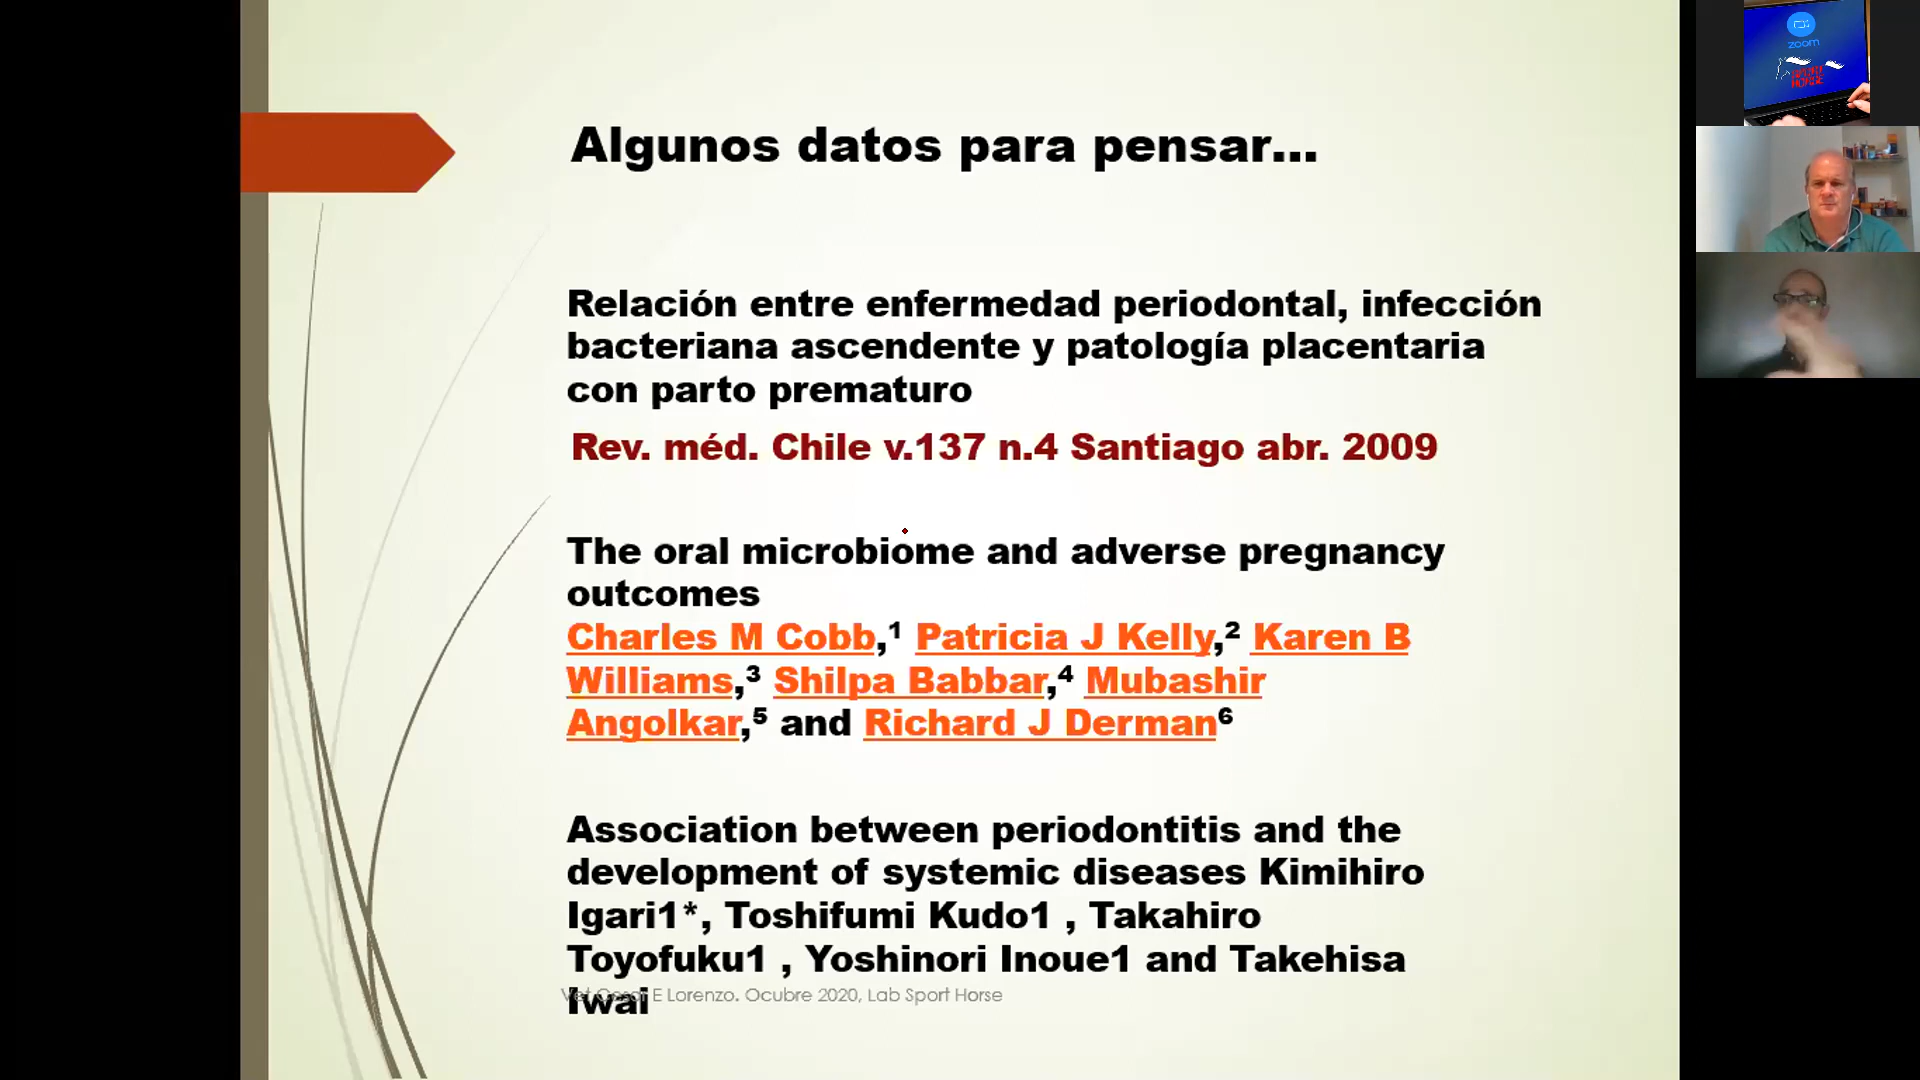 Algunos datos para pensar...
Relación entre enfermedad periodontal, infección
bacteriana ascendente y patología placentaria
con parto prematuro
Rev. méd. Chile v.137 n.4 Santiago abr. 2009
The oral microbiome and adverse pregnancy
outcomes
Charles M Cobb,¹ Patricia J Kelly,² Karen B
Williams,³ Shilpa Babbar,⁴ Mubashir
Angolkar,⁵ and Richard J Derman⁶
Association between periodontitis and the
development of systemic diseases Kimihiro
Igari1*, Toshifumi Kudo1 , Takahiro
Toyofuku1 , Yoshinori Inoue1 and Takehisa
Iwai
Vet Cesar E Lorenzo. Ocubre 2020, Lab Sport Horse
zoom